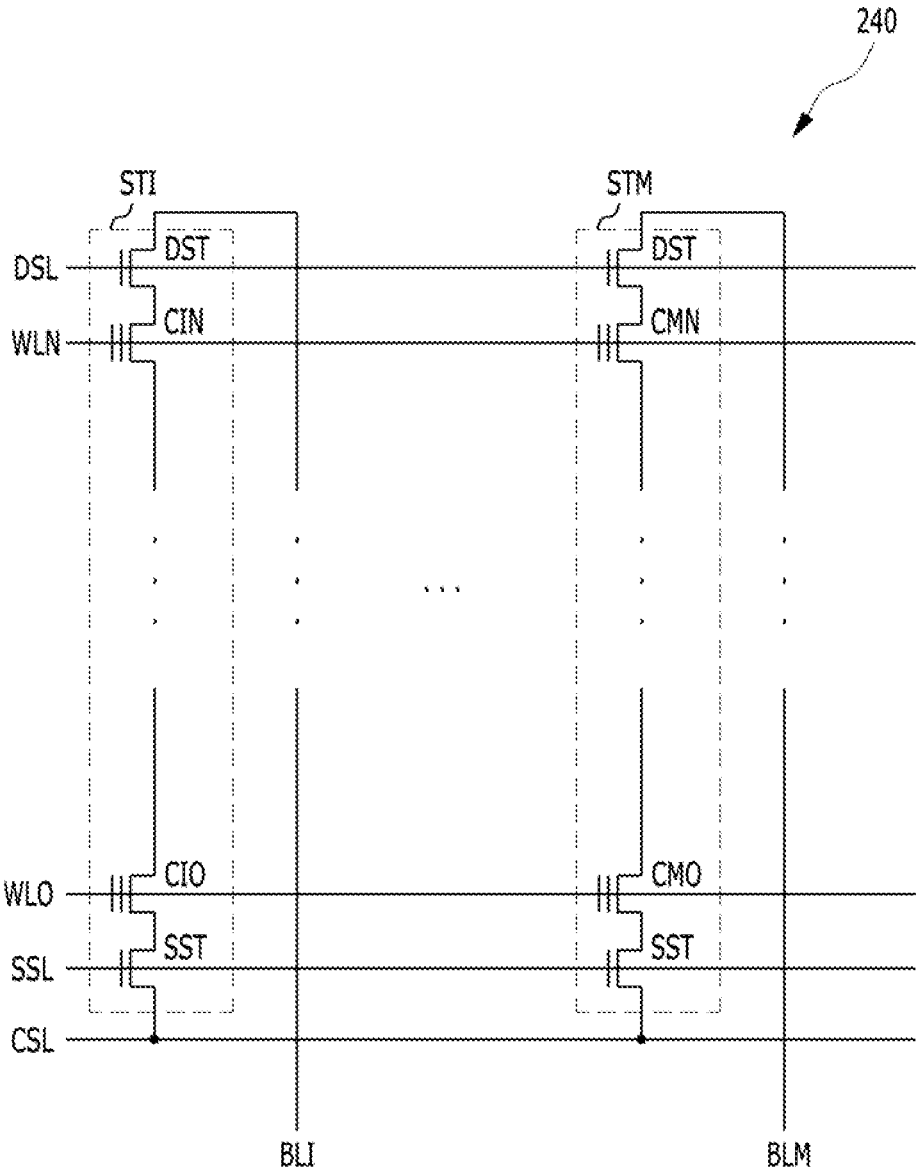 240
STI STM
DSL DST DST
WLN CIN CMN
. . .
WLO CIO CMO
SSL SST SST
CSL
BLI BLM